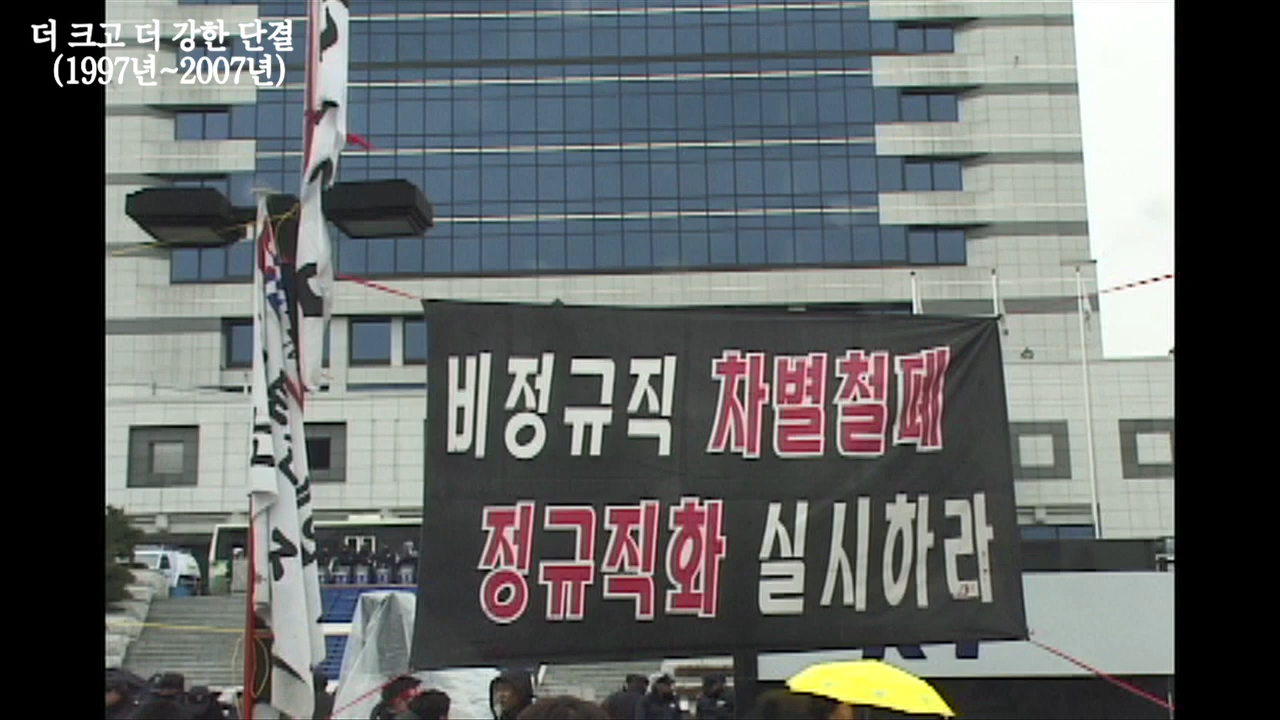 더 크고 더 강한 단결
(1997년~2007년)
비정규직 차별철폐
정규직화 실시하라